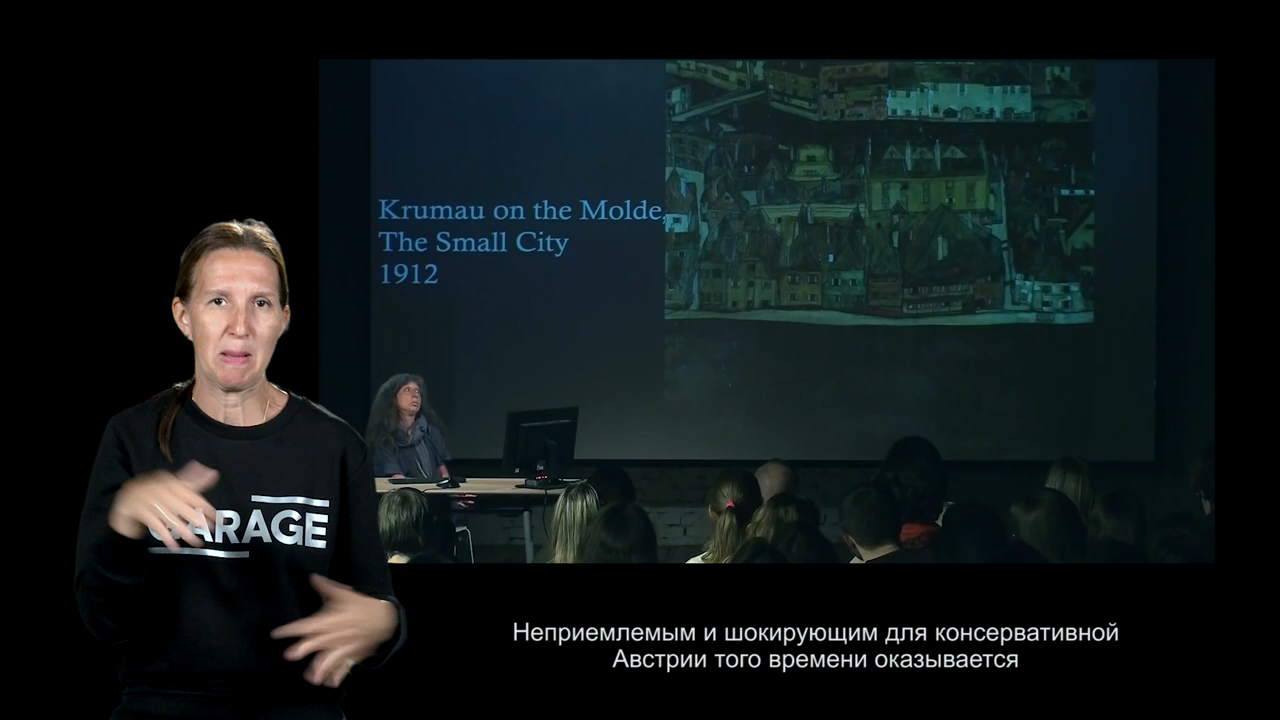 Krumau on the Molde,
The Small City
1912
GARAGE
Неприемлемым и шокирующим для консервативной
Австрии того времени оказывается